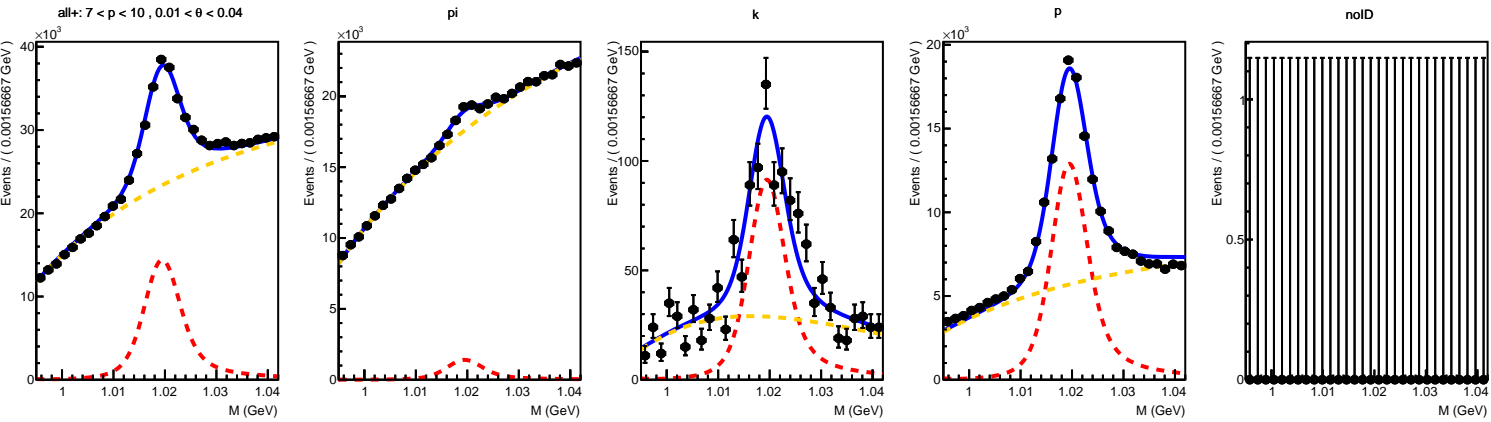 all+: 7 < p < 10 , 0.01 < θ < 0.04
×10³
Events / ( 0.00156667 GeV )
40
30
20
10
0
1 1.01 1.02 1.03 1.04
M (GeV)
pi
×10³
Events / ( 0.00156667 GeV )
20
15
10
5
0
1 1.01 1.02 1.03 1.04
M (GeV)
k
Events / ( 0.00156667 GeV )
150
100
50
0
1 1.01 1.02 1.03 1.04
M (GeV)
p
×10³
Events / ( 0.00156667 GeV )
20
15
10
5
0
1 1.01 1.02 1.03 1.04
M (GeV)
noID
Events / ( 0.00156667 GeV )
1
0.5
0
1 1.01 1.02 1.03 1.04
M (GeV)